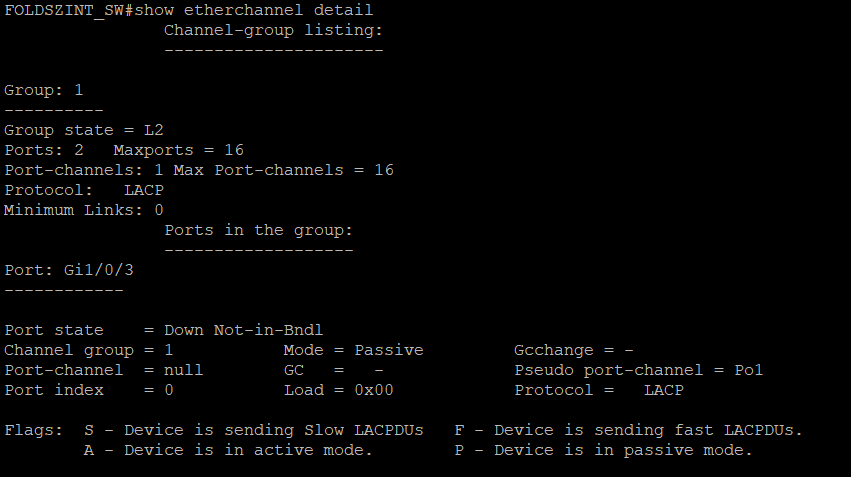 FOLDSZINT_SW#show etherchannel detail
Channel-group listing:
----------------------
Group: 1
----------
Group state = L2
Ports: 2   Maxports = 16
Port-channels: 1 Max Port-channels = 16
Protocol:   LACP
Minimum Links: 0
Ports in the group:
-------------------
Port: Gi1/0/3
------------
Port state    = Down Not-in-Bndl
Channel group = 1           Mode = Passive         Gcchange = -
Port-channel  = null        GC   =   -             Pseudo port-channel = Po1
Port index    = 0           Load = 0x00            Protocol =   LACP
Flags:  S - Device is sending Slow LACPDUs   F - Device is sending fast LACPDUs.
        A - Device is in active mode.        P - Device is in passive mode.